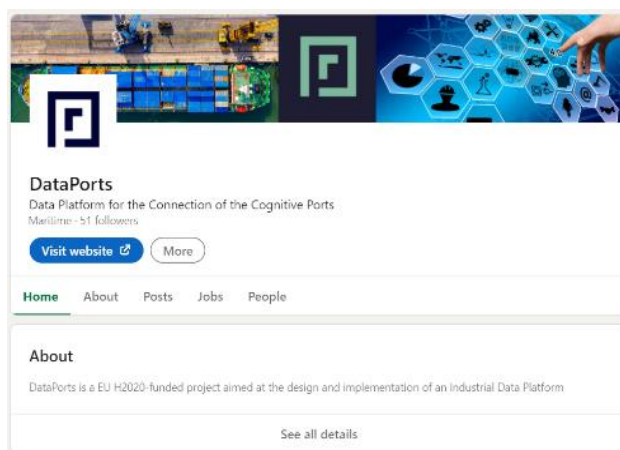 DataPorts
Data Platform for the Connection of the Cognitive Ports
Maritime · 51 followers
Visit website
More
Home About Posts Jobs People
About
DataPorts is a EU H2020-funded project aimed at the design and implementation of an Industrial Data Platform
See all details